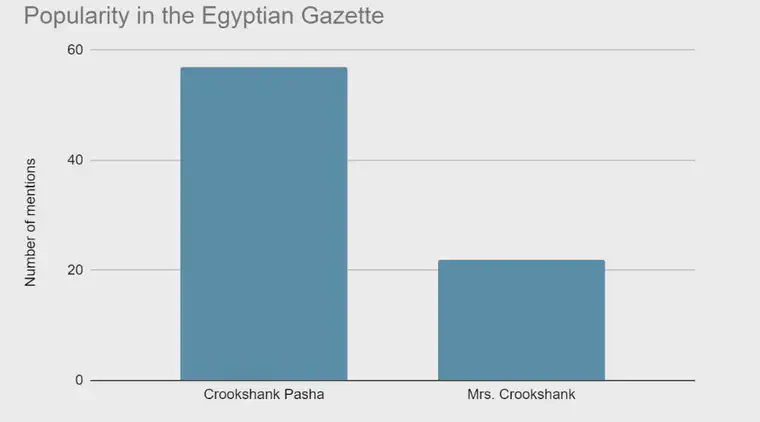 Popularity in the Egyptian Gazette
60
40
20
0
Number of mentions
Crookshank Pasha
Mrs. Crookshank